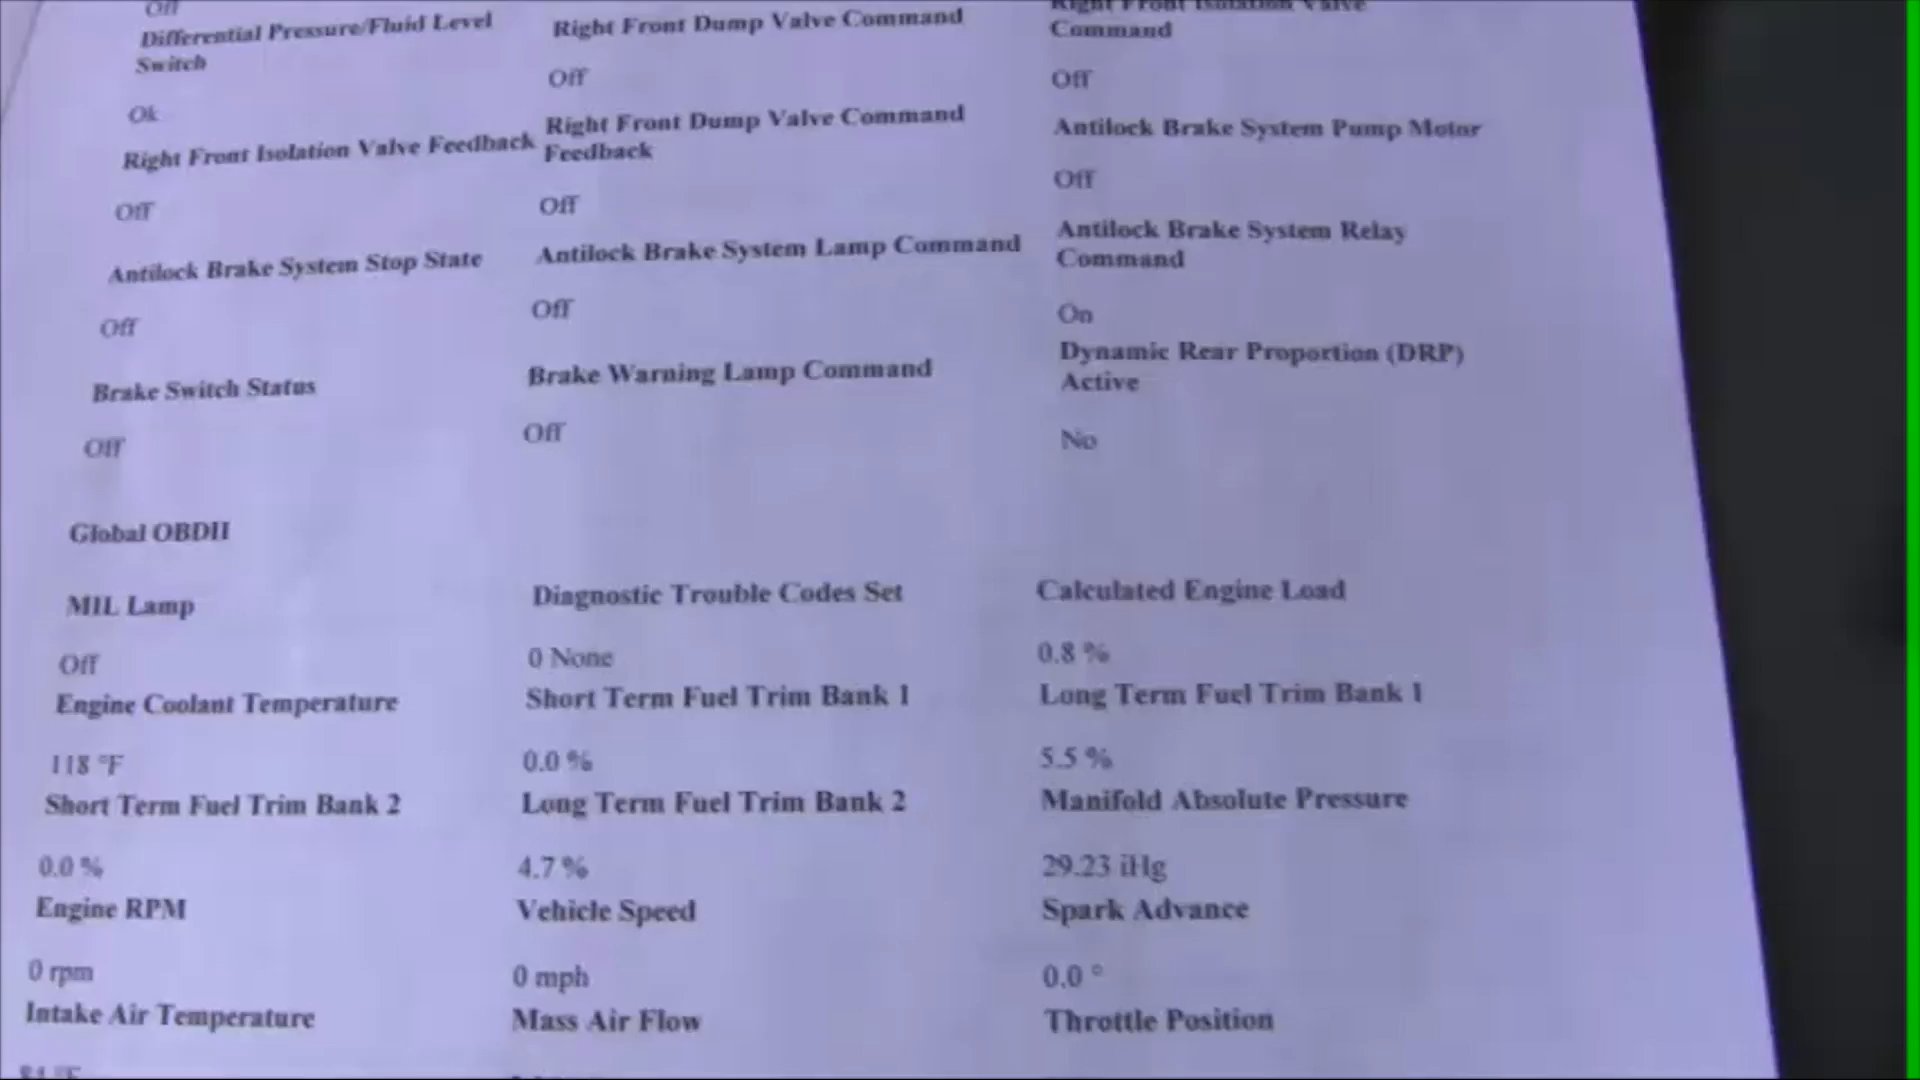 Off
Differential Pressure/Fluid Level
Switch
Ok
Right Front Dump Valve Command
Off
Right Front Isolation Valve
Command
Off
Right Front Isolation Valve Feedback
Off
Right Front Dump Valve Command
Feedback
Off
Antilock Brake System Pump Motor
Off
Antilock Brake System Stop State
Off
Antilock Brake System Lamp Command
Off
Antilock Brake System Relay
Command
On
Brake Switch Status
Off
Brake Warning Lamp Command
Off
Dynamic Rear Proportion (DRP)
Active
No
Global OBDII
MIL Lamp
Off
Diagnostic Trouble Codes Set
0 None
Calculated Engine Load
0.8 %
Engine Coolant Temperature
118 °F
Short Term Fuel Trim Bank 1
0.0 %
Long Term Fuel Trim Bank 1
5.5 %
Short Term Fuel Trim Bank 2
0.0 %
Long Term Fuel Trim Bank 2
4.7 %
Manifold Absolute Pressure
29.23 iHg
Engine RPM
0 rpm
Vehicle Speed
0 mph
Spark Advance
0.0 °
Intake Air Temperature
Mass Air Flow
Throttle Position